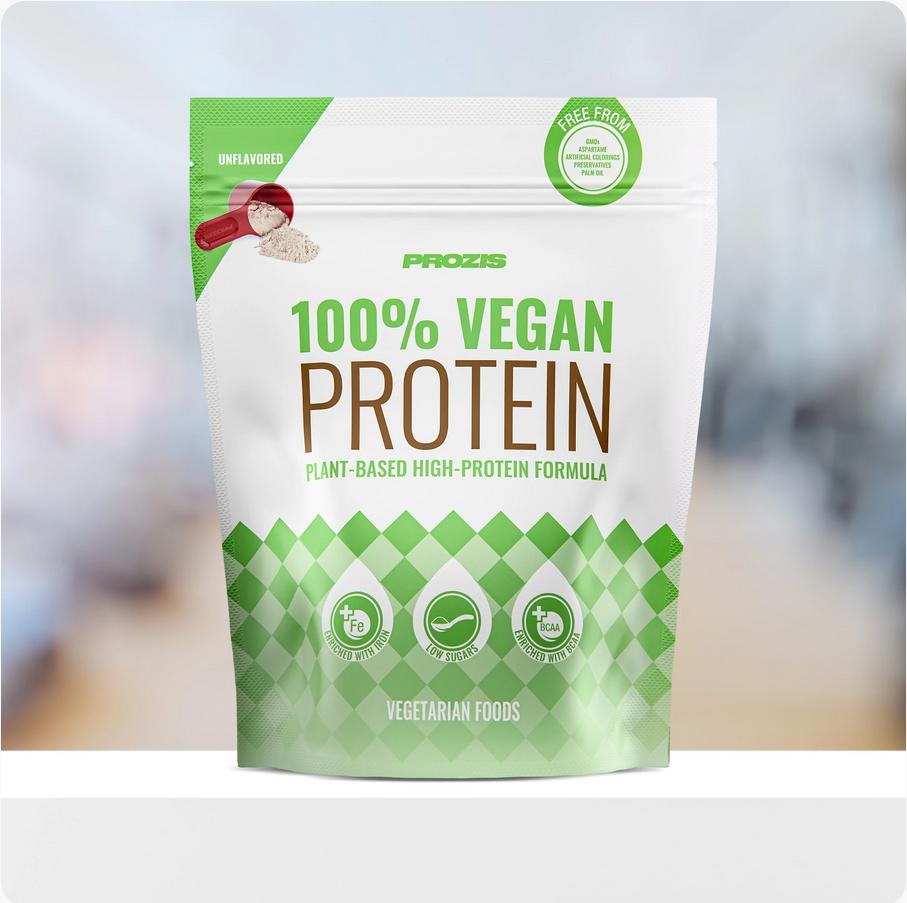 UNFLAVORED
FREE FROM
GMOs
ASPARTAME
ARTIFICIAL COLORINGS
PRESERVATIVES
PALM OIL
PROZIS
100% VEGAN
PROTEIN
PLANT-BASED HIGH-PROTEIN FORMULA
+Fe
ENRICHED WITH IRON
LOW SUGARS
+BCAA
ENRICHED WITH BCAA
VEGETARIAN FOODS